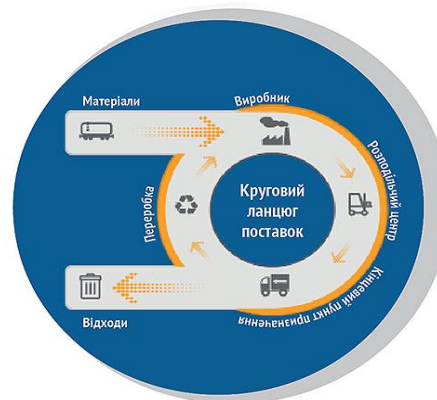 Матеріали
Виробник
Розподільчий центр
Кінцевий пункт призначення
Переробка
Круговий
ланцюг
поставок
Відходи